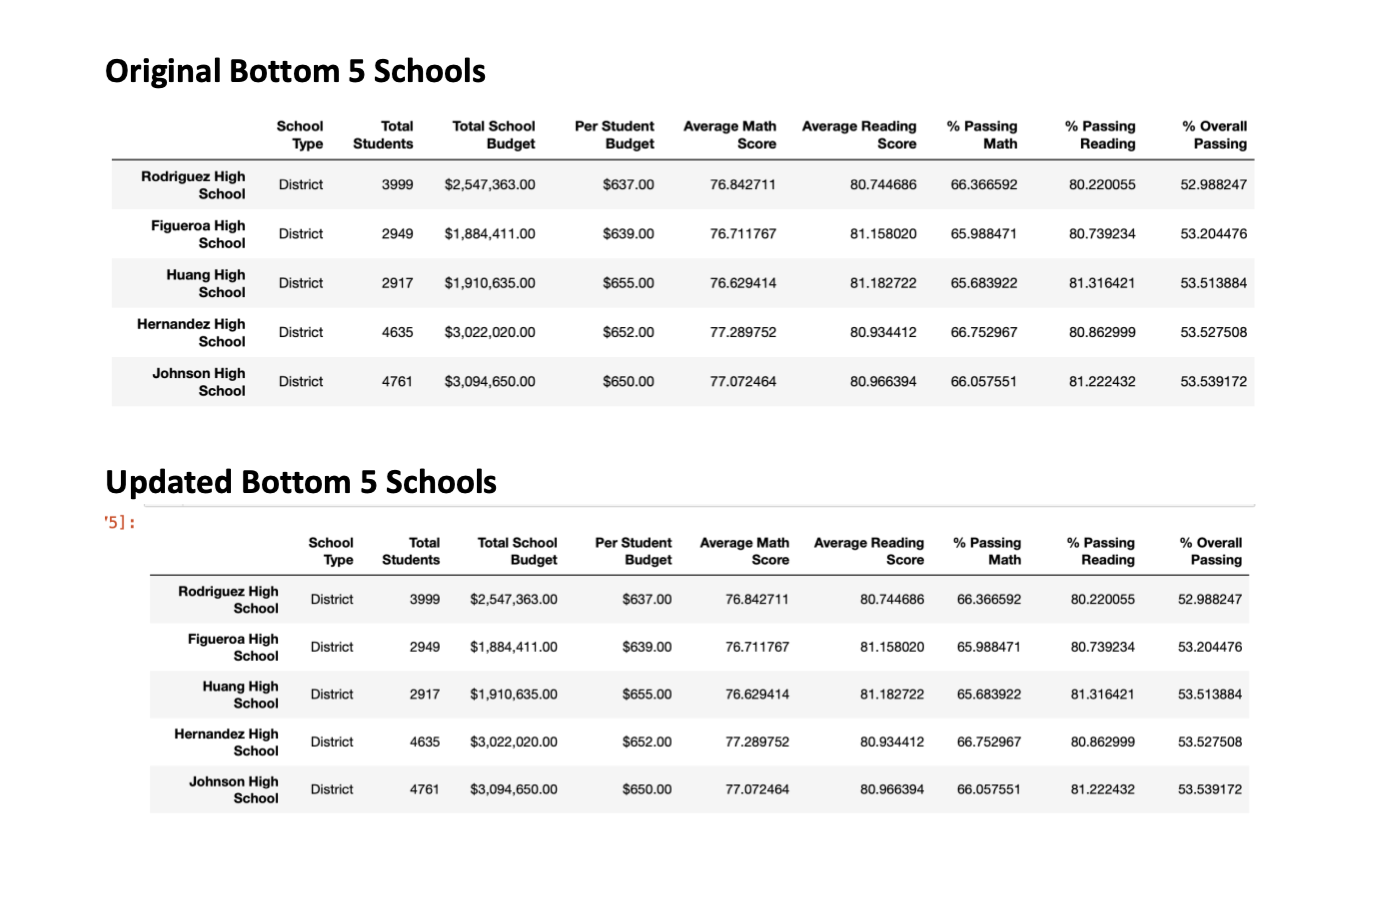 Original Bottom 5 Schools
School Type Total Students Total School Budget Per Student Budget Average Math Score Average Reading Score % Passing Math % Passing Reading % Overall Passing
Rodriguez High School District 3999 $2,547,363.00 $637.00 76.842711 80.744686 66.366592 80.220055 52.988247
Figueroa High School District 2949 $1,884,411.00 $639.00 76.711767 81.158020 65.988471 80.739234 53.204476
Huang High School District 2917 $1,910,635.00 $655.00 76.629414 81.182722 65.683922 81.316421 53.513884
Hernandez High School District 4635 $3,022,020.00 $652.00 77.289752 80.934412 66.752967 80.862999 53.527508
Johnson High School District 4761 $3,094,650.00 $650.00 77.072464 80.966394 66.057551 81.222432 53.539172
Updated Bottom 5 Schools
'5]:
School Type Total Students Total School Budget Per Student Budget Average Math Score Average Reading Score % Passing Math % Passing Reading % Overall Passing
Rodriguez High School District 3999 $2,547,363.00 $637.00 76.842711 80.744686 66.366592 80.220055 52.988247
Figueroa High School District 2949 $1,884,411.00 $639.00 76.711767 81.158020 65.988471 80.739234 53.204476
Huang High School District 2917 $1,910,635.00 $655.00 76.629414 81.182722 65.683922 81.316421 53.513884
Hernandez High School District 4635 $3,022,020.00 $652.00 77.289752 80.934412 66.752967 80.862999 53.527508
Johnson High School District 4761 $3,094,650.00 $650.00 77.072464 80.966394 66.057551 81.222432 53.539172